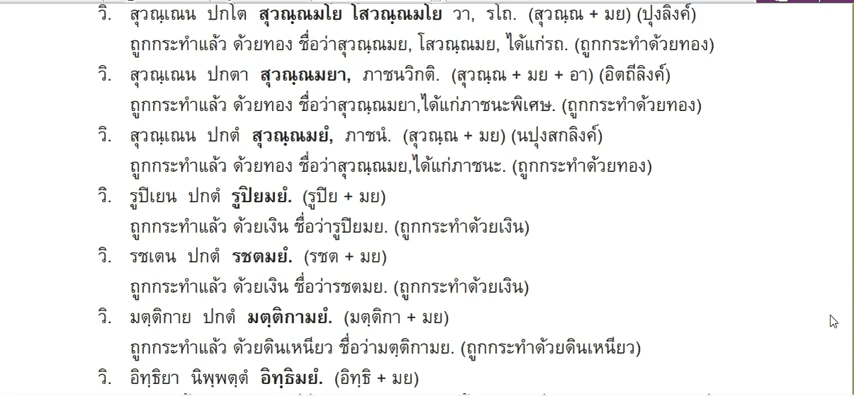 วิ. สุวณฺเณน ปกโต สุวณฺณมโย โสวณฺณมโย วา, รโถ. (สุวณฺณ + มย) (ปุงลิงค์)
ถูกกระทำแล้ว ด้วยทอง ชื่อว่าสุวณฺณมย, โสวณฺณมย, ได้แก่รถ. (ถูกกระทำด้วยทอง)
วิ. สุวณฺเณน ปกตา สุวณฺณมยา, ภาชนวิกติ. (สุวณฺณ + มย + อา) (อิตถีลิงค์)
ถูกกระทำแล้ว ด้วยทอง ชื่อว่าสุวณฺณมยา,ได้แก่ภาชนะพิเศษ. (ถูกกระทำด้วยทอง)
วิ. สุวณฺเณน ปกตํ สุวณฺณมยํ, ภาชนํ. (สุวณฺณ + มย) (นปุงสกลิงค์)
ถูกกระทำแล้ว ด้วยทอง ชื่อว่าสุวณฺณมย,ได้แก่ภาชนะ. (ถูกกระทำด้วยทอง)
วิ. รูปิเยน ปกตํ รูปิยมยํ. (รูปิย + มย)
ถูกกระทำแล้ว ด้วยเงิน ชื่อว่ารูปิยมย. (ถูกกระทำด้วยเงิน)
วิ. รชเตน ปกตํ รชตมยํ. (รชต + มย)
ถูกกระทำแล้ว ด้วยเงิน ชื่อว่ารชตมย. (ถูกกระทำด้วยเงิน)
วิ. มตฺติกาย ปกตํ มตฺติกามยํ. (มตฺติกา + มย)
ถูกกระทำแล้ว ด้วยดินเหนียว ชื่อว่ามตฺติกามย. (ถูกกระทำด้วยดินเหนียว)
วิ. อิทฺธิยา นิพฺพตฺตํ อิทฺธิมยํ. (อิทฺธิ + มย)